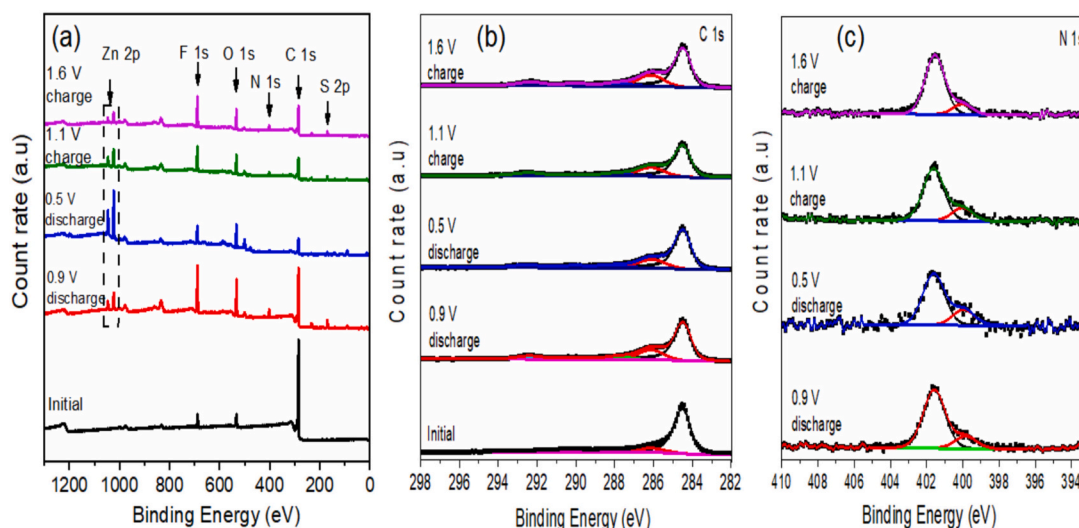 (a)
Zn 2p
F 1s
O 1s
N 1s
C 1s
S 2p
1.6 V
charge
1.1 V
charge
0.5 V
discharge
0.9 V
discharge
Initial
Count rate (a.u)
1200 1000 800 600 400 200 0
Binding Energy (eV)
(b)
C 1s
1.6 V
charge
1.1 V
charge
0.5 V
discharge
0.9 V
discharge
Initial
Count rate (a.u)
298 296 294 292 290 288 286 284 282
Binding Energy (eV)
(c)
N 1s
1.6 V
charge
1.1 V
charge
0.5 V
discharge
0.9 V
discharge
Count rate (a.u)
410 408 406 404 402 400 398 396 394
Binding Energy (eV)